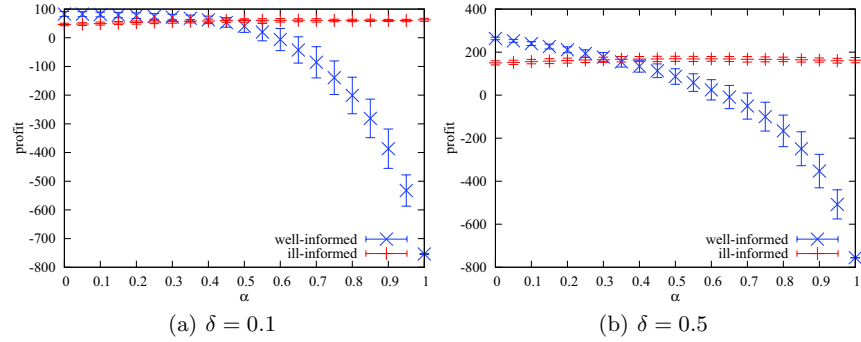 100
0
-100
-200
-300
-400
-500
-600
-700
-800
profit
well-informed
ill-informed
0 0.1 0.2 0.3 0.4 0.5 0.6 0.7 0.8 0.9 1
α
(a) δ = 0.1
400
200
0
-200
-400
-600
-800
profit
well-informed
ill-informed
0 0.1 0.2 0.3 0.4 0.5 0.6 0.7 0.8 0.9 1
α
(b) δ = 0.5